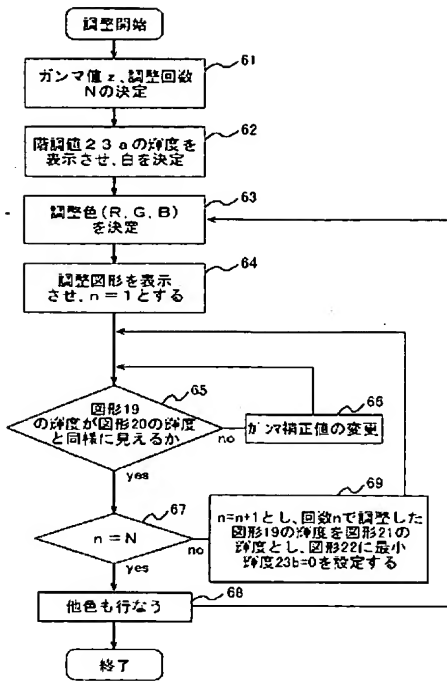 調整開始
61
ガンマ値z、調整回数
Nの決定
62
階調値23aの輝度を
表示させ、白を決定
63
調整色(R, G, B)
を決定
64
調整図形を表示
させ、n=1とする
65
図形19
の輝度が図形20の輝度
と同様に見えるか
no
66
ガンマ補正値の変更
yes
67
n=N
no
69
n=n+1とし、回数nで調整した
図形19の輝度を図形21の
輝度とし、図形22に最小
輝度23b=0を設定する
yes
68
他色も行なう
終了